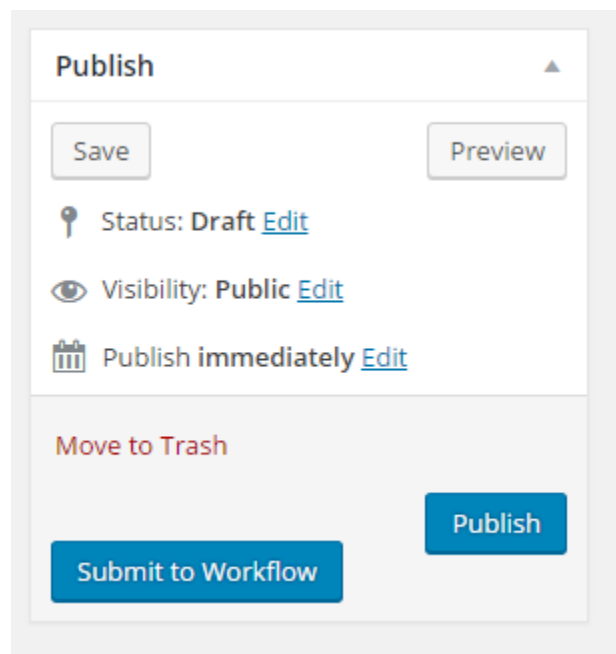 Publish
Save Preview
Status: Draft Edit
Visibility: Public Edit
Publish immediately Edit
Move to Trash
Publish
Submit to Workflow